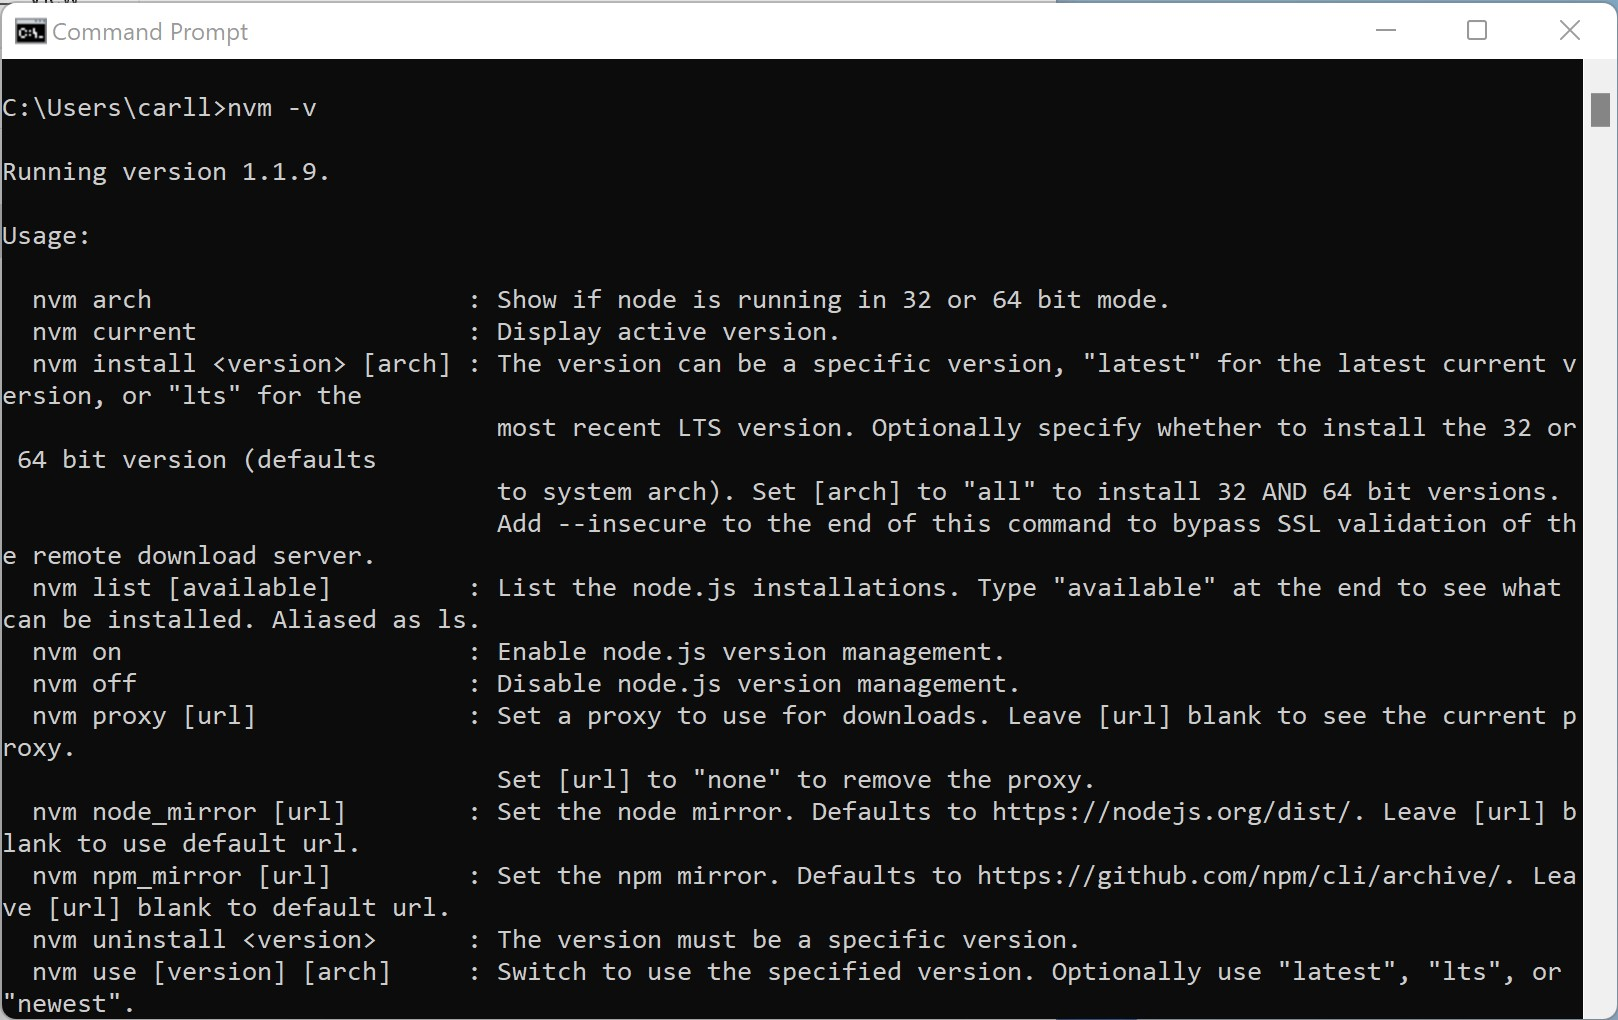 Command Prompt
C:\Users\carll>nvm -v
Running version 1.1.9.
Usage:
nvm arch : Show if node is running in 32 or 64 bit mode.
nvm current : Display active version.
nvm install <version> [arch] : The version can be a specific version, "latest" for the latest current v
ersion, or "lts" for the
most recent LTS version. Optionally specify whether to install the 32 or
64 bit version (defaults
to system arch). Set [arch] to "all" to install 32 AND 64 bit versions.
Add --insecure to the end of this command to bypass SSL validation of th
e remote download server.
nvm list [available] : List the node.js installations. Type "available" at the end to see what
can be installed. Aliased as ls.
nvm on : Enable node.js version management.
nvm off : Disable node.js version management.
nvm proxy [url] : Set a proxy to use for downloads. Leave [url] blank to see the current p
roxy.
Set [url] to "none" to remove the proxy.
nvm node_mirror [url] : Set the node mirror. Defaults to https://nodejs.org/dist/. Leave [url] b
lank to use default url.
nvm npm_mirror [url] : Set the npm mirror. Defaults to https://github.com/npm/cli/archive/. Lea
ve [url] blank to default url.
nvm uninstall <version> : The version must be a specific version.
nvm use [version] [arch] : Switch to use the specified version. Optionally use "latest", "lts", or
"newest".